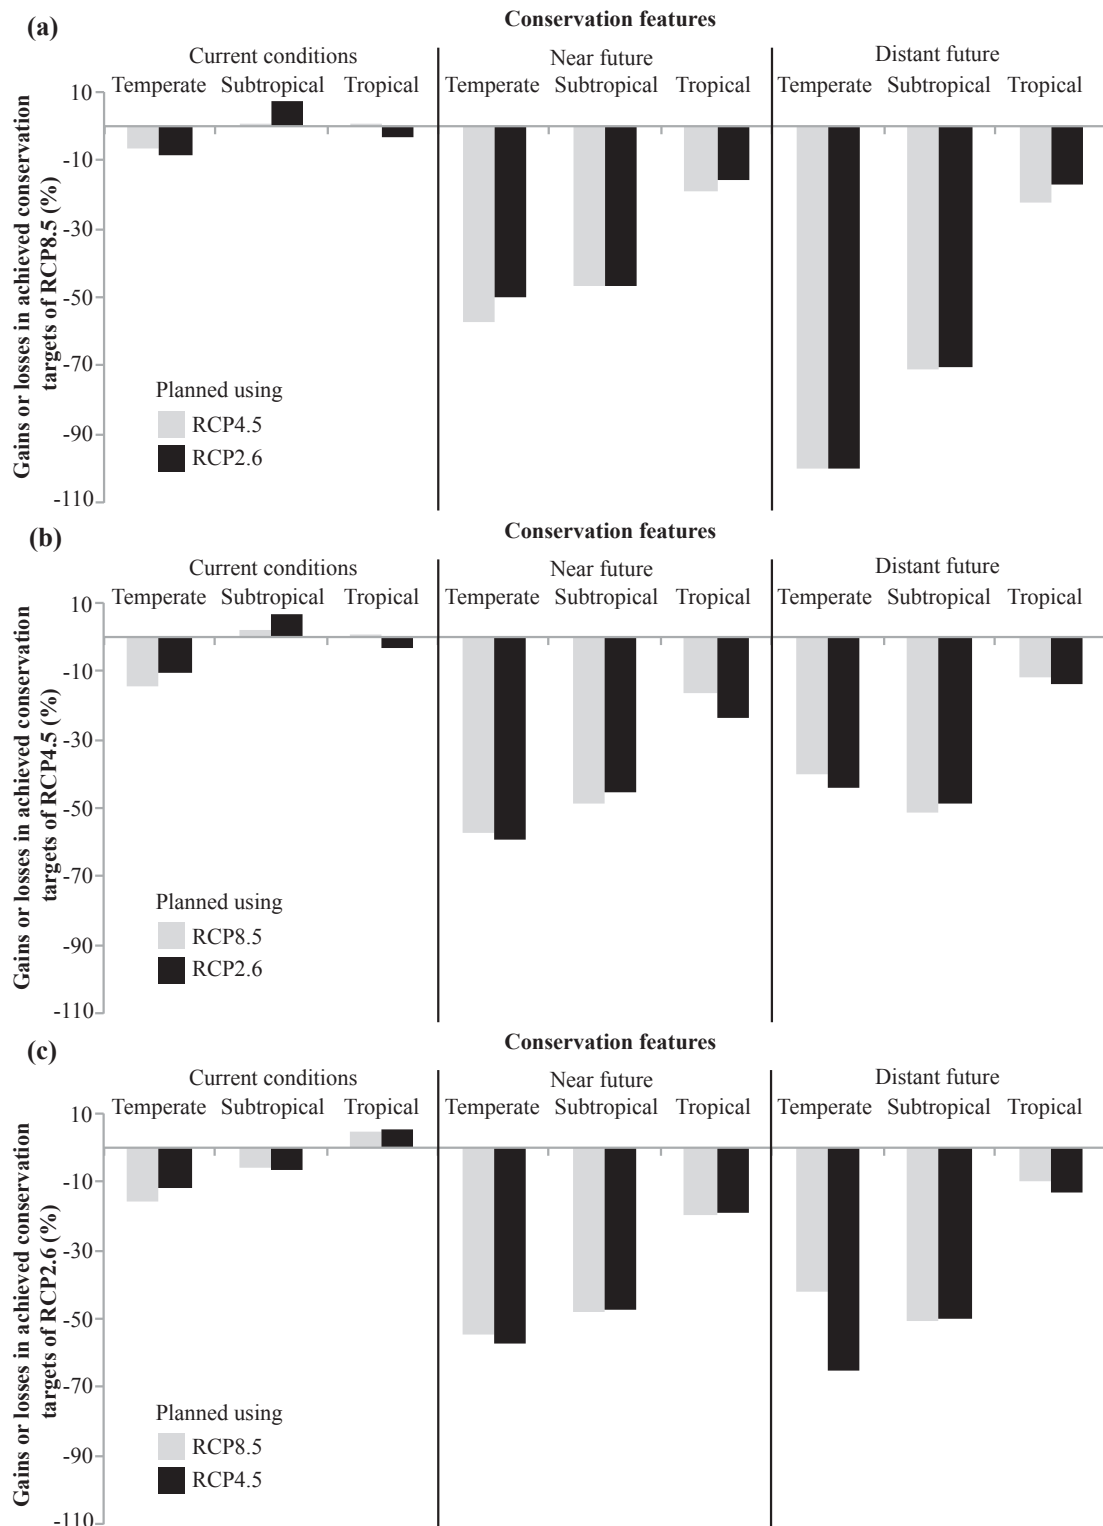 (a)
Conservation features
Current conditions Near future Distant future
Temperate Subtropical Tropical Temperate Subtropical Tropical Temperate Subtropical Tropical
Gains or losses in achieved conservation
targets of RCP8.5 (%)
10
-10
-30
-50
-70
-90
-110
Planned using
RCP4.5
RCP2.6
(b)
Conservation features
Current conditions Near future Distant future
Temperate Subtropical Tropical Temperate Subtropical Tropical Temperate Subtropical Tropical
Gains or losses in achieved conservation
targets of RCP4.5 (%)
10
-10
-30
-50
-70
-90
-110
Planned using
RCP8.5
RCP2.6
(c)
Conservation features
Current conditions Near future Distant future
Temperate Subtropical Tropical Temperate Subtropical Tropical Temperate Subtropical Tropical
Gains or losses in achieved conservation
targets of RCP2.6 (%)
10
-10
-30
-50
-70
-90
-110
Planned using
RCP8.5
RCP4.5